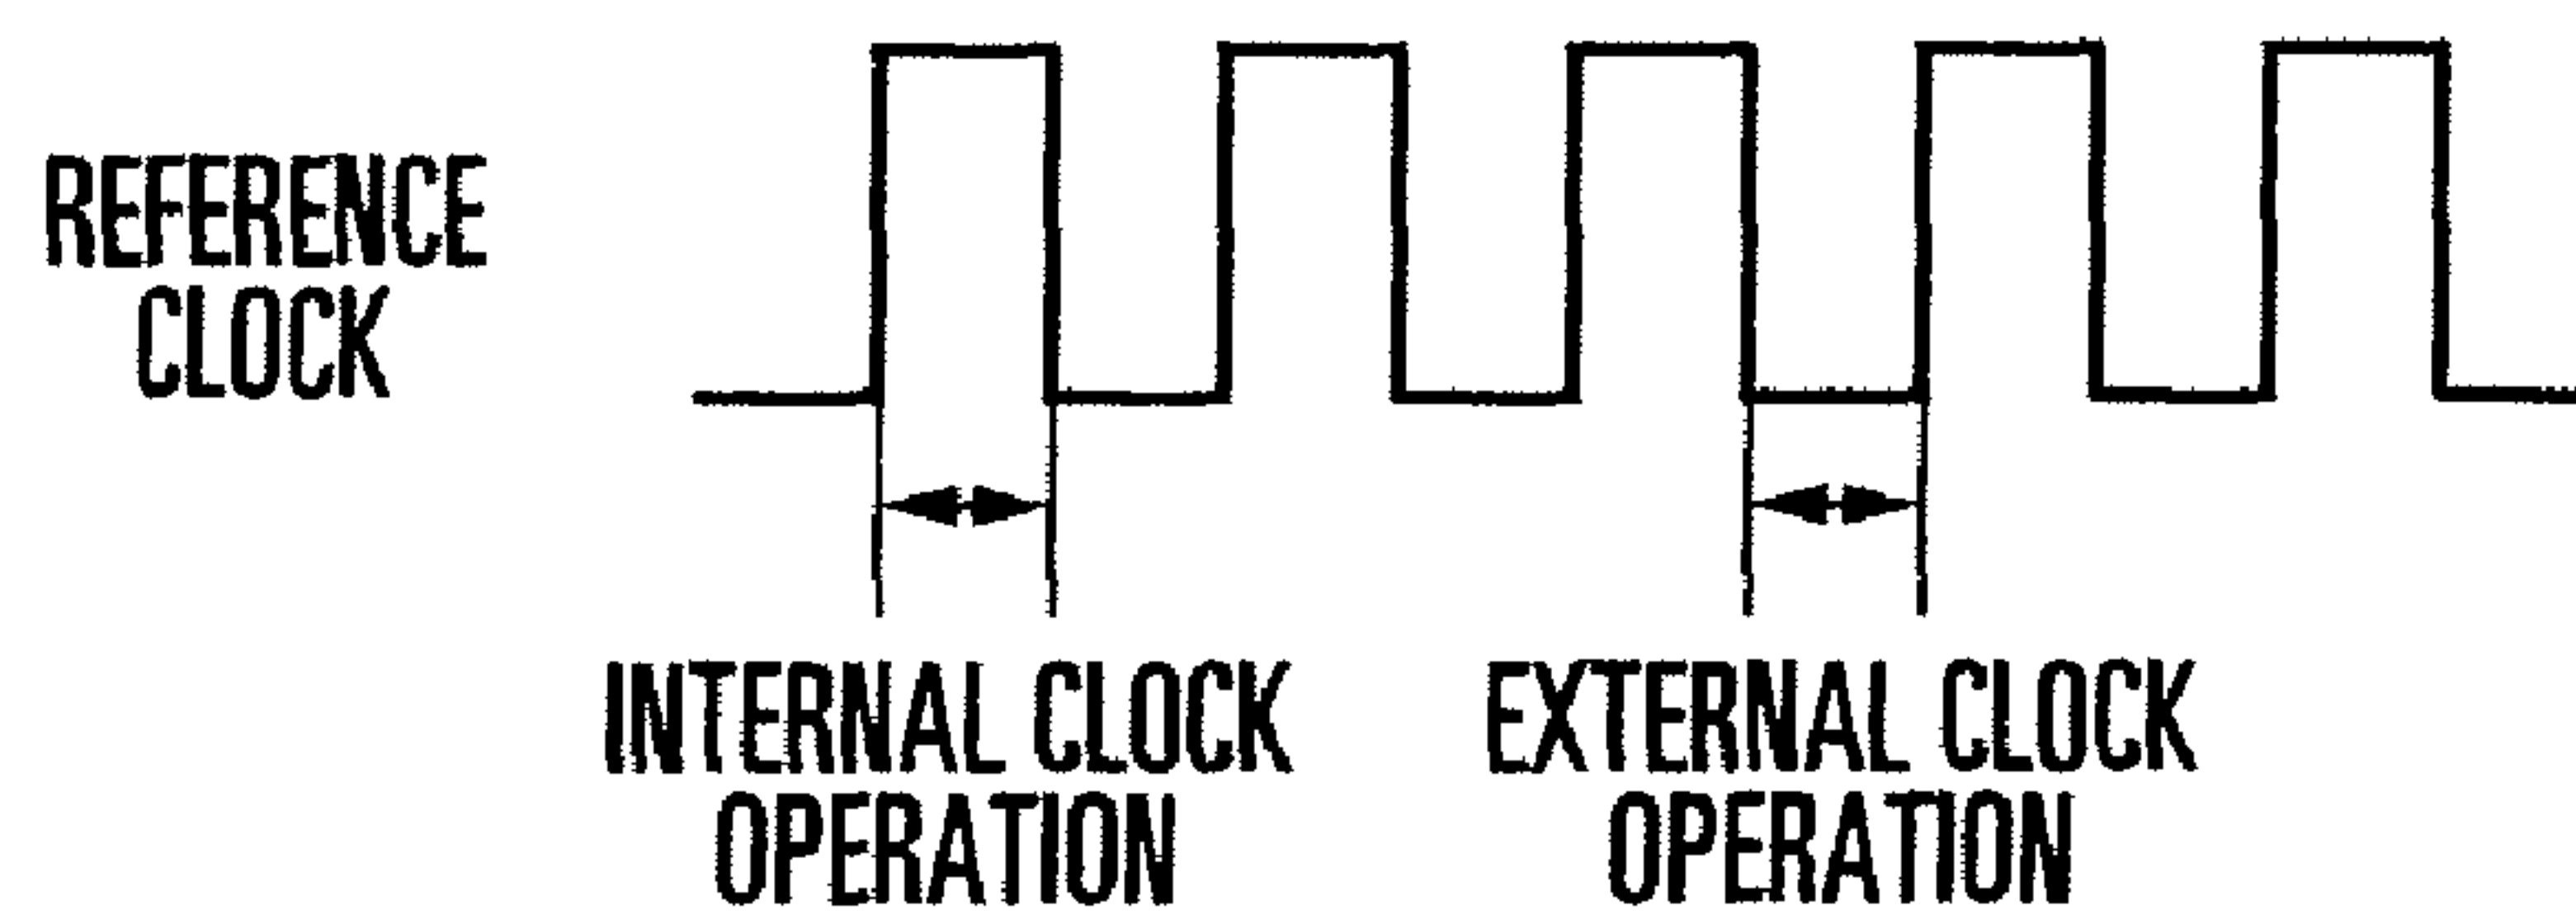 REFERENCE
CLOCK
INTERNAL CLOCK
OPERATION
EXTERNAL CLOCK
OPERATION